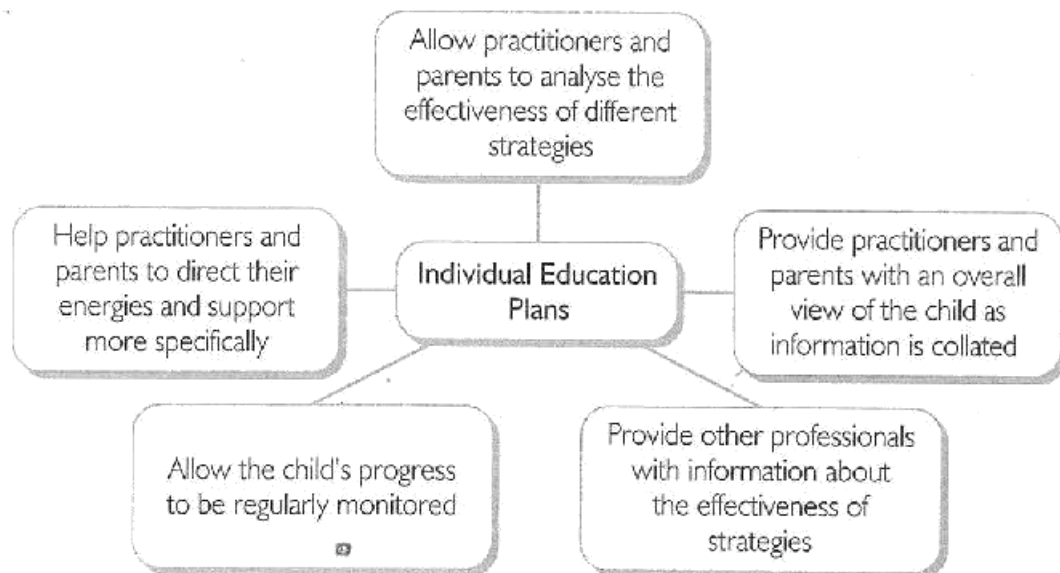 Allow practitioners and
parents to analyse the
effectiveness of different
strategies
Help practitioners and
parents to direct their
energies and support
more specifically
Individual Education
Plans
Provide practitioners and
parents with an overall
view of the child as
information is collated
Allow the child's progress
to be regularly monitored
Provide other professionals
with information about
the effectiveness of
strategies